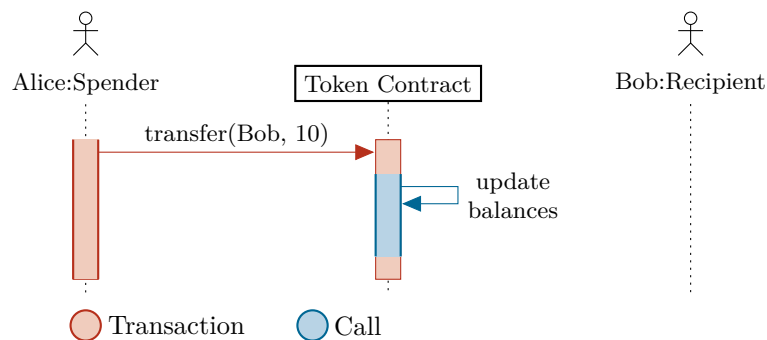 Alice:Spender
Token Contract
Bob:Recipient
transfer(Bob, 10)
update
balances
Transaction
Call